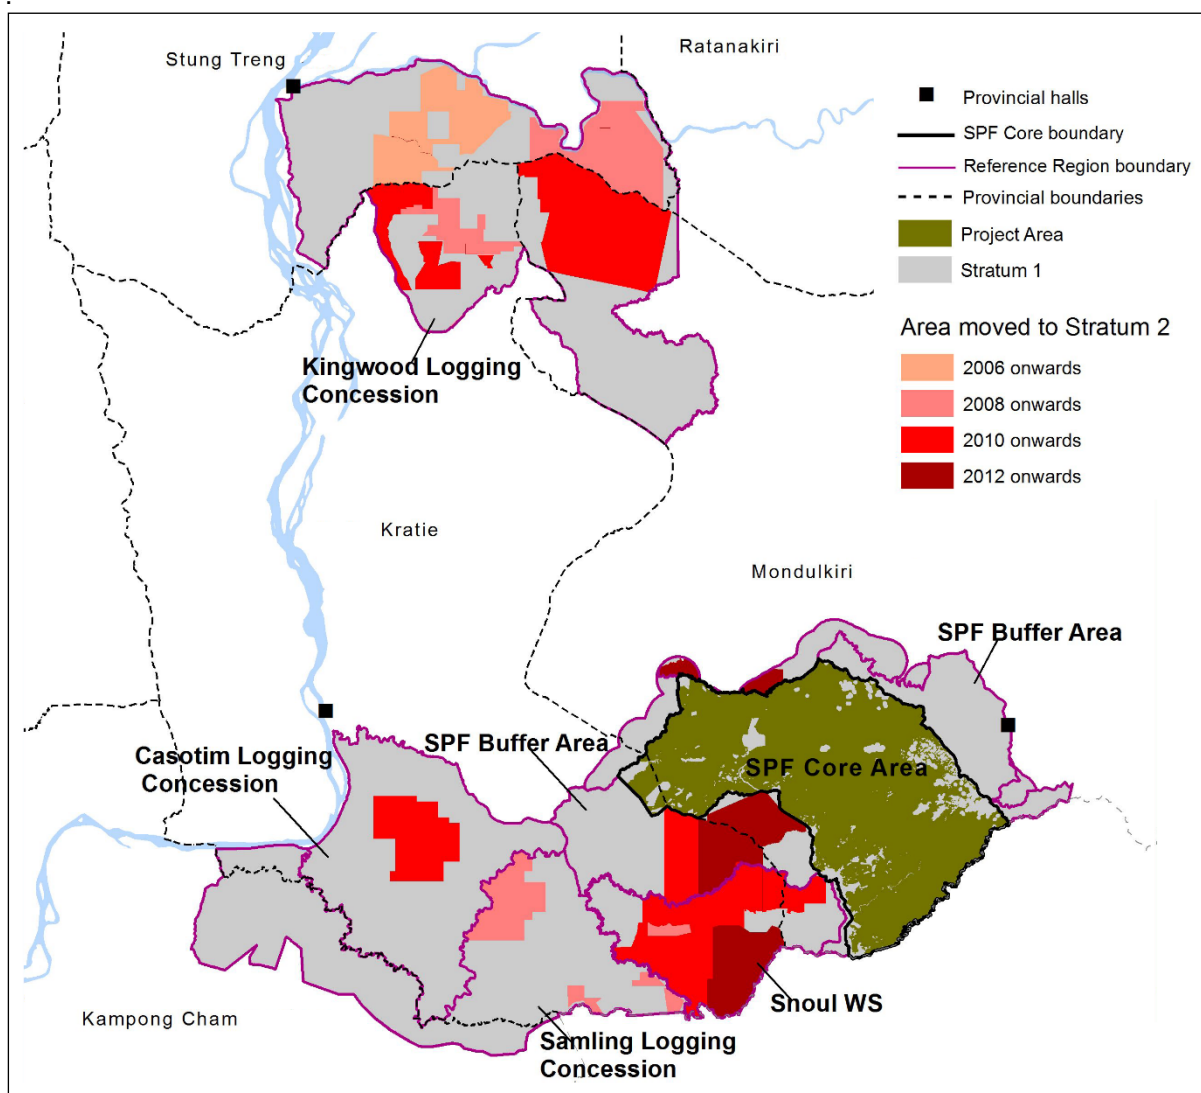 .
Stung Treng
Ratanakiri
Provincial halls
SPF Core boundary
Reference Region boundary
Provincial boundaries
Project Area
Stratum 1
Area moved to Stratum 2
2006 onwards
2008 onwards
2010 onwards
2012 onwards
Kingwood Logging
Concession
Kratie
Mondulkiri
SPF Buffer Area
SPF Buffer Area
Casotim Logging
Concession
SPF Core Area
Snoul WS
Kampong Cham
Samling Logging
Concession